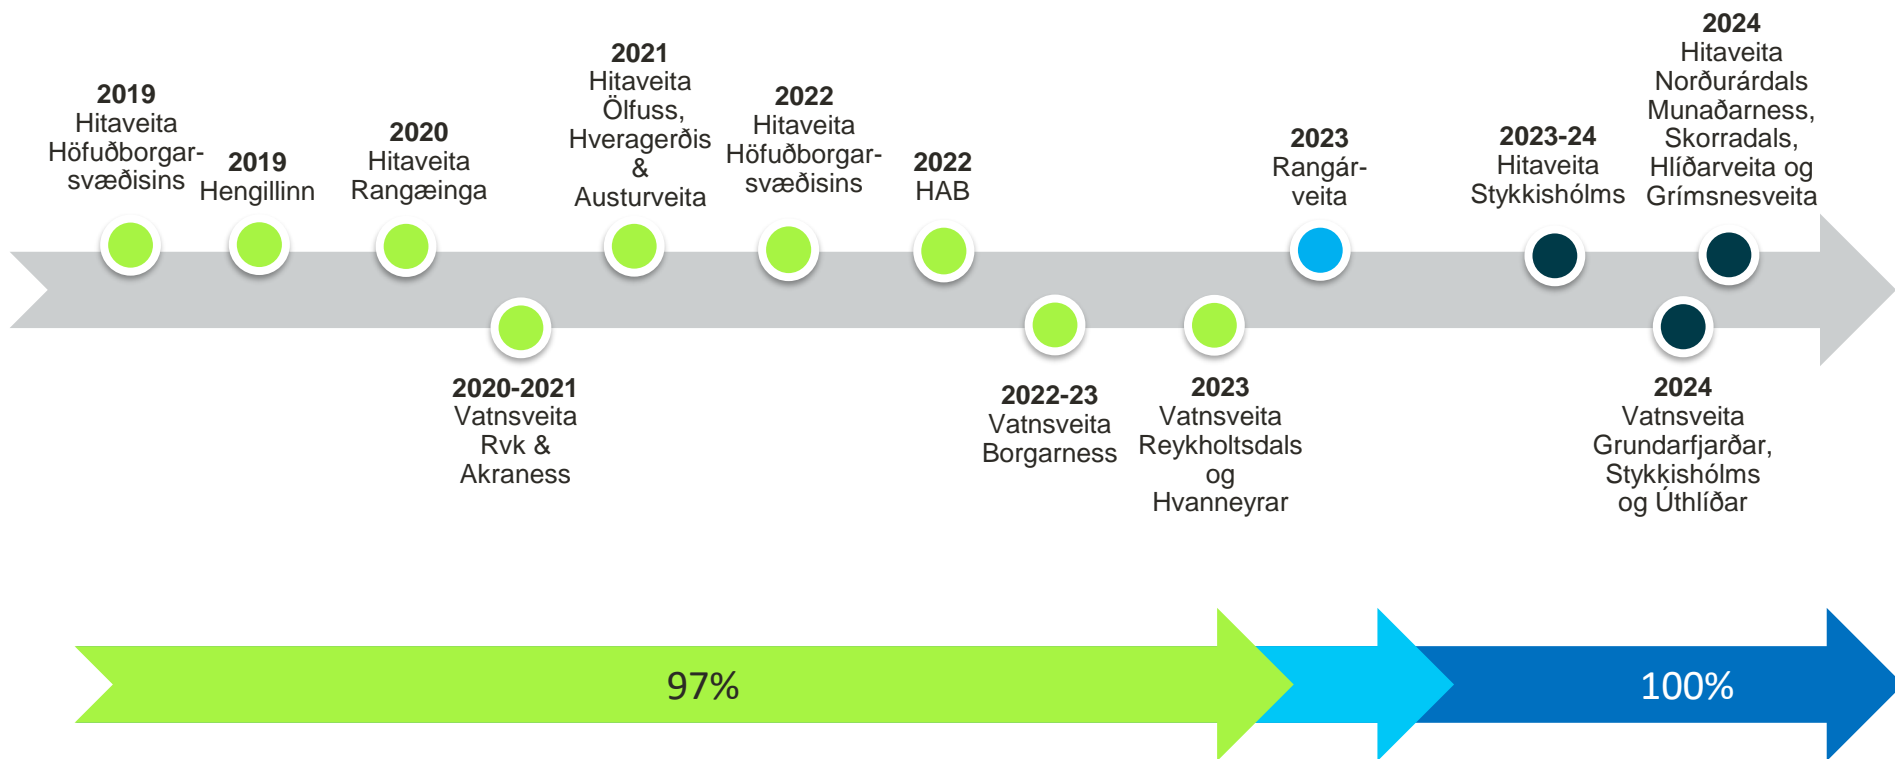 2019
Hitaveita
Höfuðborgar-
svæðisins
2019
Hengillinn
2020
Hitaveita
Rangæinga
2021
Hitaveita
Ölfuss,
Hveragerðis
&
Austurveita
2022
Hitaveita
Höfuðborgar-
svæðisins
2022
HAB
2023
Rangár-
veita
2023-24
Hitaveita
Stykkishólms
2024
Hitaveita
Norðurárdals
Munaðarness,
Skorradals,
Hlíðarveita og
Grímsnesveita
2020-2021
Vatnsveita
Rvk &
Akraness
2022-23
Vatnsveita
Borgarness
2023
Vatnsveita
Reykholtsdals
og
Hvanneyrar
2024
Vatnsveita
Grundarfjarðar,
Stykkishólms
og Úthlíðar
97%
100%